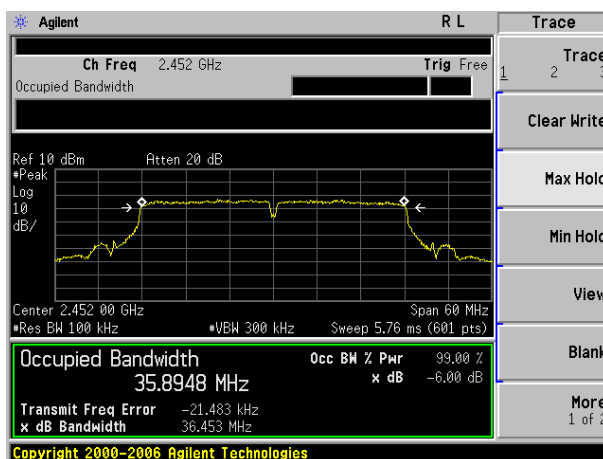 Agilent R L Trace
Ch Freq 2.452 GHz Trig Free
Occupied Bandwidth
Trace
1 2 3
Clear Write
Max Hold
Min Hold
View
Blank
More
1 of 2
Ref 10 dBm Atten 20 dB
#Peak
Log
10
dB/
Center 2.452 00 GHz Span 60 MHz
#Res BW 100 kHz #VBW 300 kHz Sweep 5.76 ms (601 pts)
Occupied Bandwidth Occ BW % Pwr 99.00 %
35.8948 MHz x dB -6.00 dB
Transmit Freq Error -21.483 kHz
x dB Bandwidth 36.453 MHz
Copyright 2000-2006 Agilent Technologies